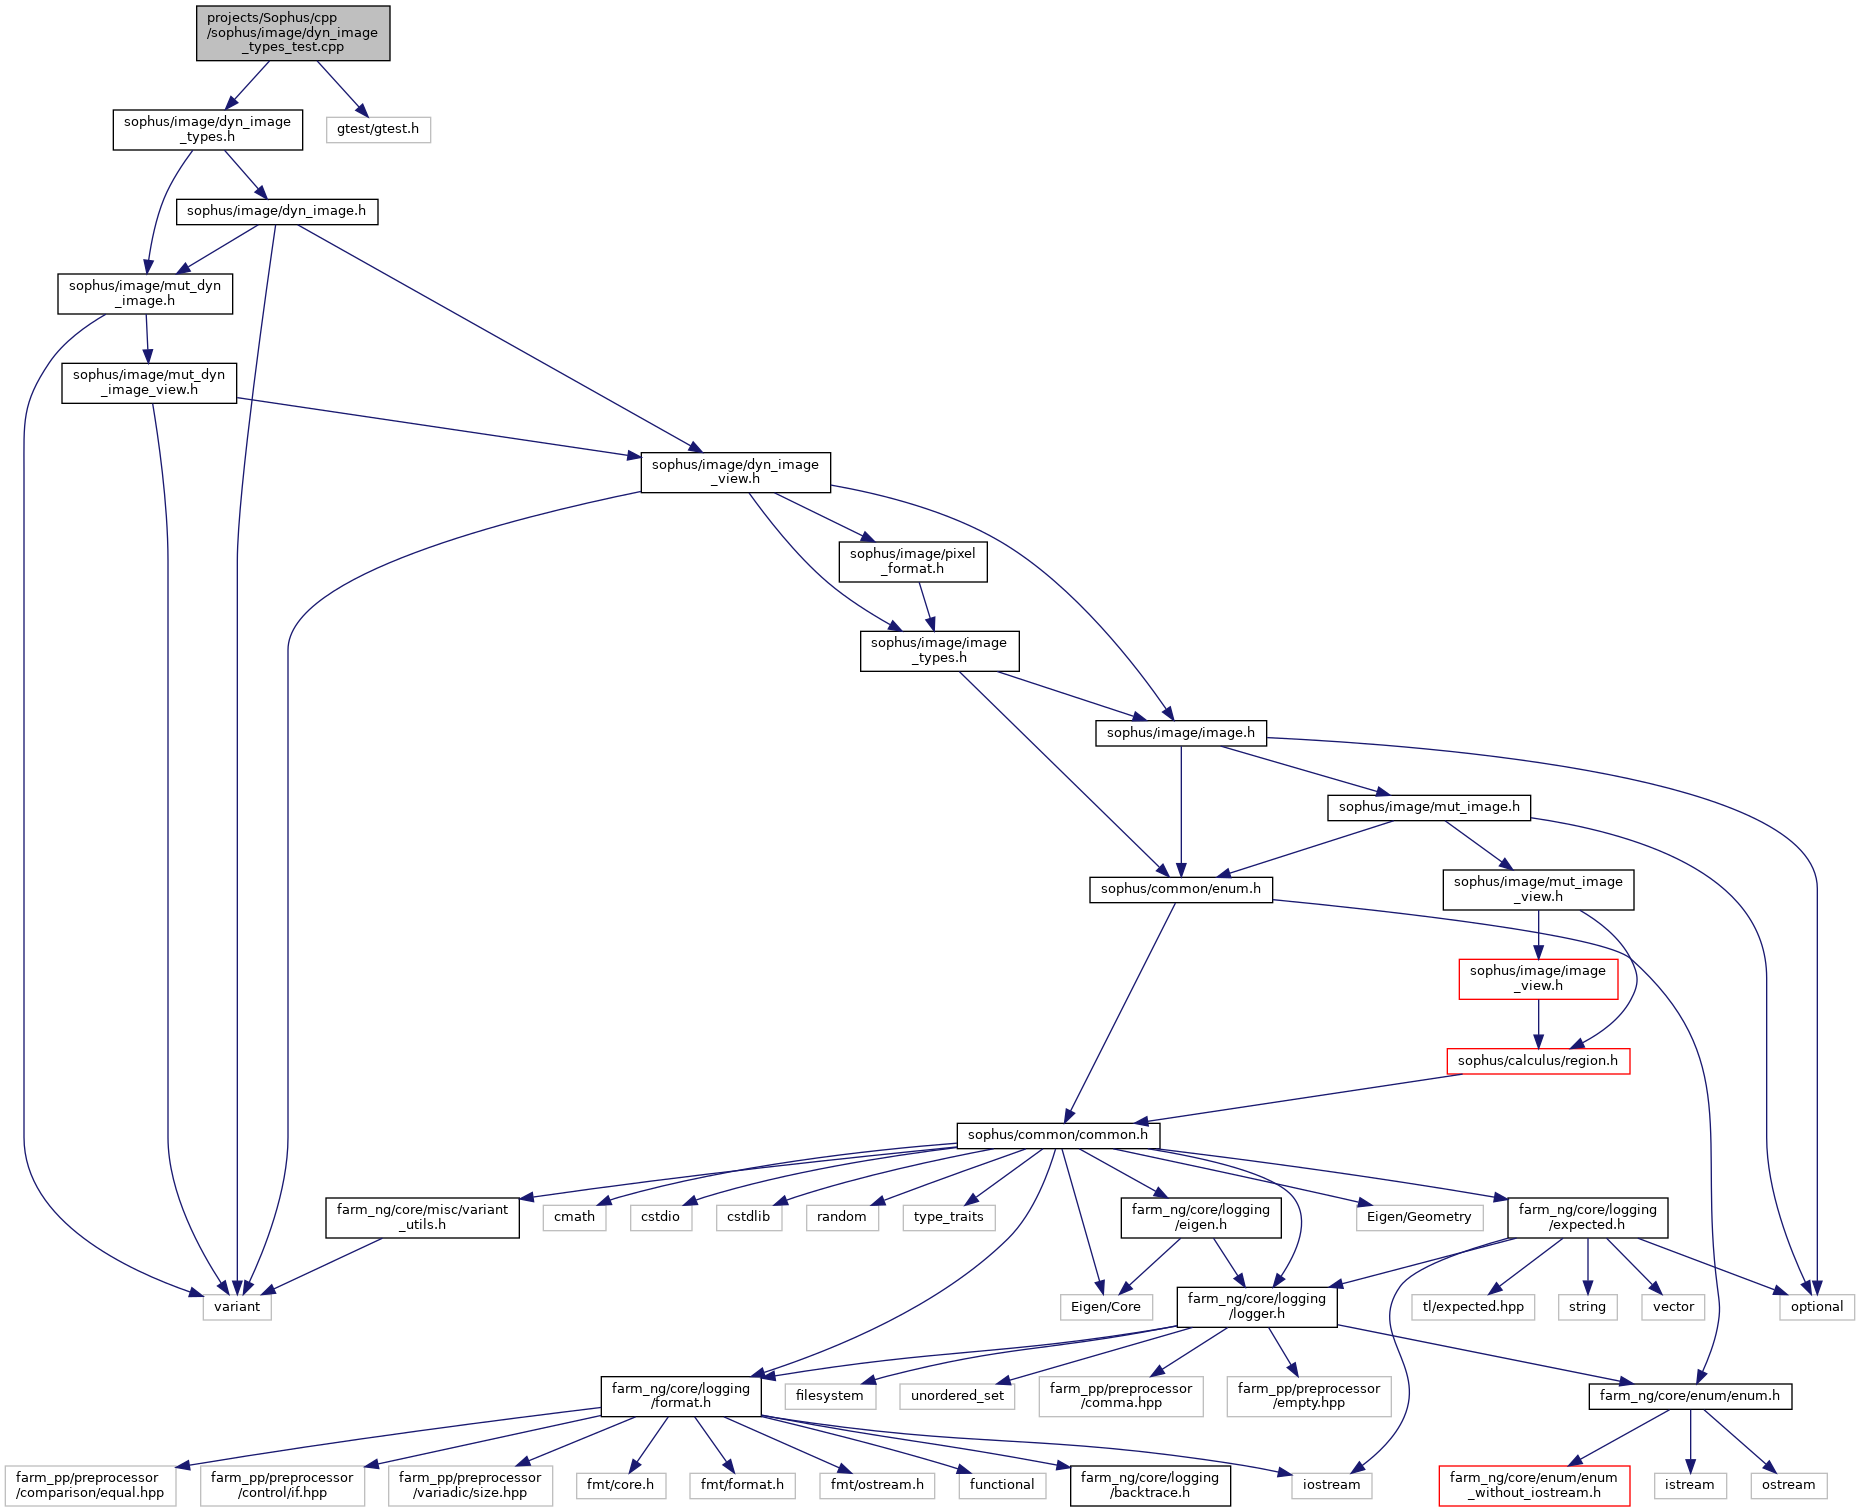 projects/Sophus/cpp
/sophus/image/dyn_image
_types_test.cpp
sophus/image/dyn_image
_types.h
gtest/gtest.h
sophus/image/dyn_image.h
sophus/image/mut_dyn
_image.h
sophus/image/mut_dyn
_image_view.h
sophus/image/dyn_image
_view.h
sophus/image/pixel
_format.h
sophus/image/image
_types.h
sophus/image/image.h
sophus/image/mut_image.h
sophus/common/enum.h
sophus/image/mut_image
_view.h
sophus/image/image
_view.h
sophus/calculus/region.h
sophus/common/common.h
farm_ng/core/misc/variant
_utils.h
cmath
cstdio
cstdlib
random
type_traits
farm_ng/core/logging
/eigen.h
Eigen/Geometry
farm_ng/core/logging
/expected.h
variant
Eigen/Core
farm_ng/core/logging
/logger.h
tl/expected.hpp
string
vector
optional
farm_ng/core/logging
/format.h
filesystem
unordered_set
farm_pp/preprocessor
/comma.hpp
farm_pp/preprocessor
/empty.hpp
farm_ng/core/enum/enum.h
farm_pp/preprocessor
/comparison/equal.hpp
farm_pp/preprocessor
/control/if.hpp
farm_pp/preprocessor
/variadic/size.hpp
fmt/core.h
fmt/format.h
fmt/ostream.h
functional
farm_ng/core/logging
/backtrace.h
iostream
farm_ng/core/enum/enum
_without_iostream.h
istream
ostream